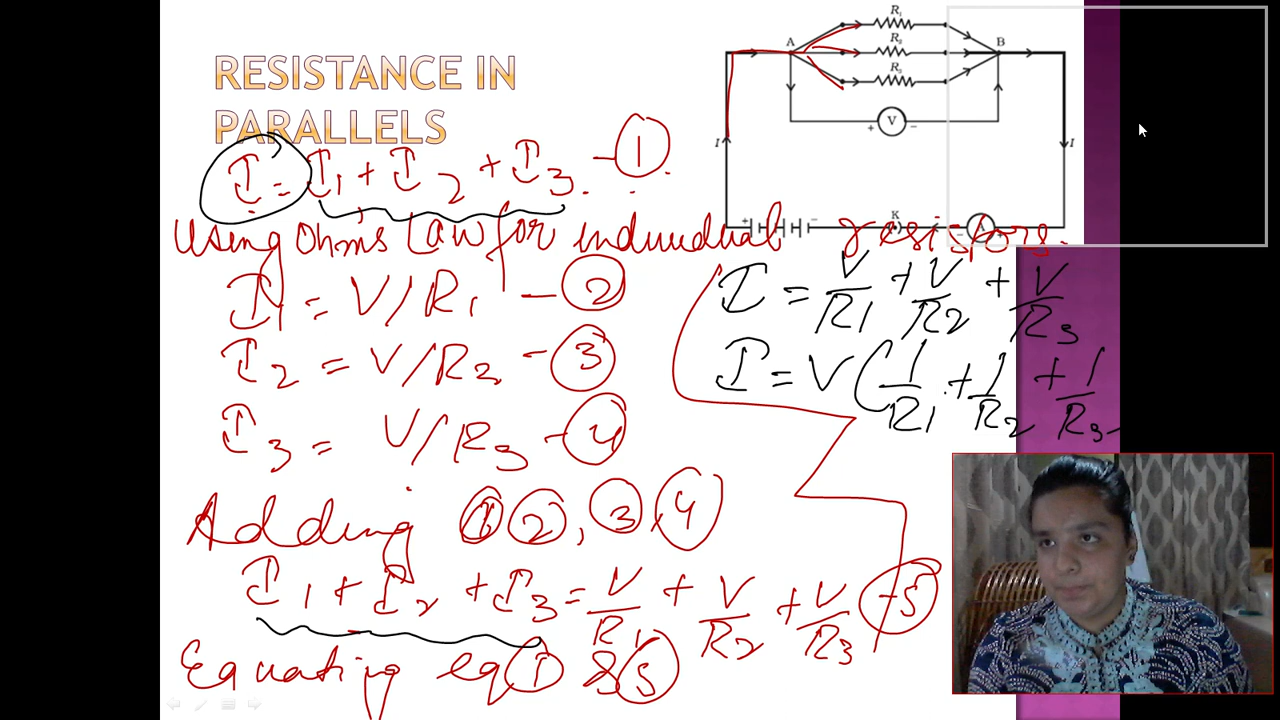 RESISTANCE IN
PARALLELS
R₁
A
R₂
B
R₃
+ V −
I
I
+ − K
I = I₁ + I₂ + I₃ . – ①
Using Ohms Law for individual resistors.
I₁ = V/R₁ – ②
I₂ = V/R₂ – ③
I₃ = V/R₃ – ④
Adding ① ②, ③, ④
I₁ + I₂ + I₃ = V/R₁ + V/R₂ + V/R₃ – ⑤
Equating eq ① & ⑤
I = V/R₁ + V/R₂ + V/R₃
I = V ( 1/R₁ + 1/R₂ + 1/R₃